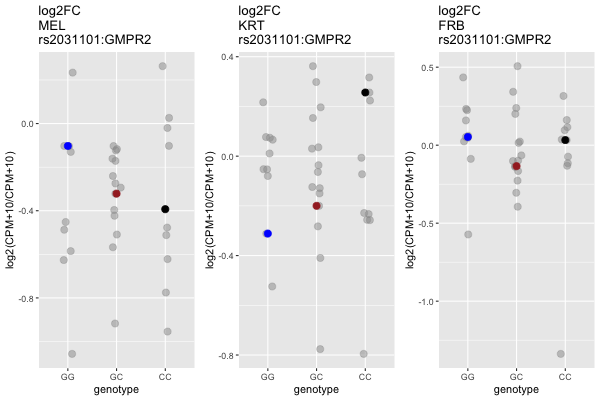 log2FC
MEL
rs2031101:GMPR2
log2(CPM+10/CPM+10)
0.0
-0.4
-0.8
GG GC CC
genotype
log2FC
KRT
rs2031101:GMPR2
log2(CPM+10/CPM+10)
0.4
0.0
-0.4
-0.8
GG GC CC
genotype
log2FC
FRB
rs2031101:GMPR2
log2(CPM+10/CPM+10)
0.5
0.0
-0.5
-1.0
GG GC CC
genotype